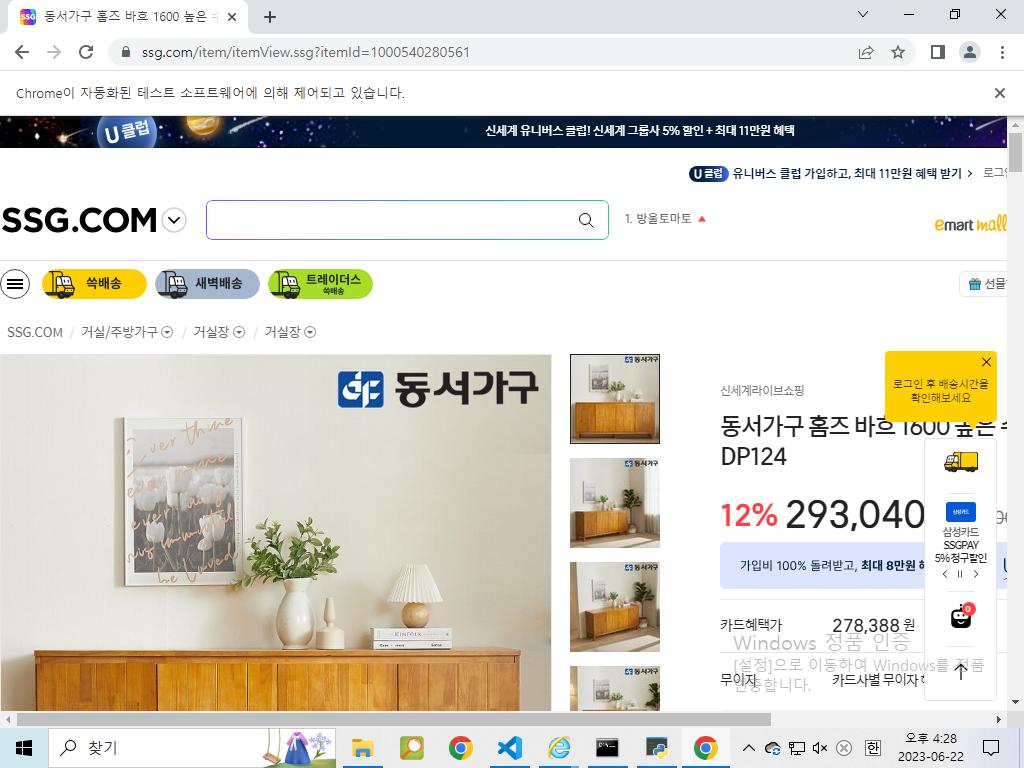 동서가구 홈즈 바흐 1600 높은
ssg.com/item/itemView.ssg?itemId=1000540280561
Chrome이 자동화된 테스트 소프트웨어에 의해 제어되고 있습니다.
U클럽
신세계 유니버스 클럽! 신세계 그룹사 5% 할인 + 최대 11만원 혜택
U클럽 유니버스 클럽 가입하고, 최대 11만원 혜택 받기
SSG.COM
1. 방울토마토
emart mall
쓱배송
새벽배송
트레이더스
쓱배송
선물
SSG.COM / 거실/주방가구 / 거실장 / 거실장
동서가구
로그인 후 배송시간을
확인해보세요
신세계라이브쇼핑
동서가구 홈즈 바흐 1600 높은
DP124
12% 293,040
삼성카드
삼성카드
SSGPAY
5% 청구할인
가입비 100% 돌려받고, 최대 8만원
카드혜택가 278,388 원
0
Windows 정품 인증
[설정]으로 이동하여 Windows를 정품
인증합니다.
무이자 카드사별 무이자
KINFOLK
찾기
한
오후 4:28
2023-06-22